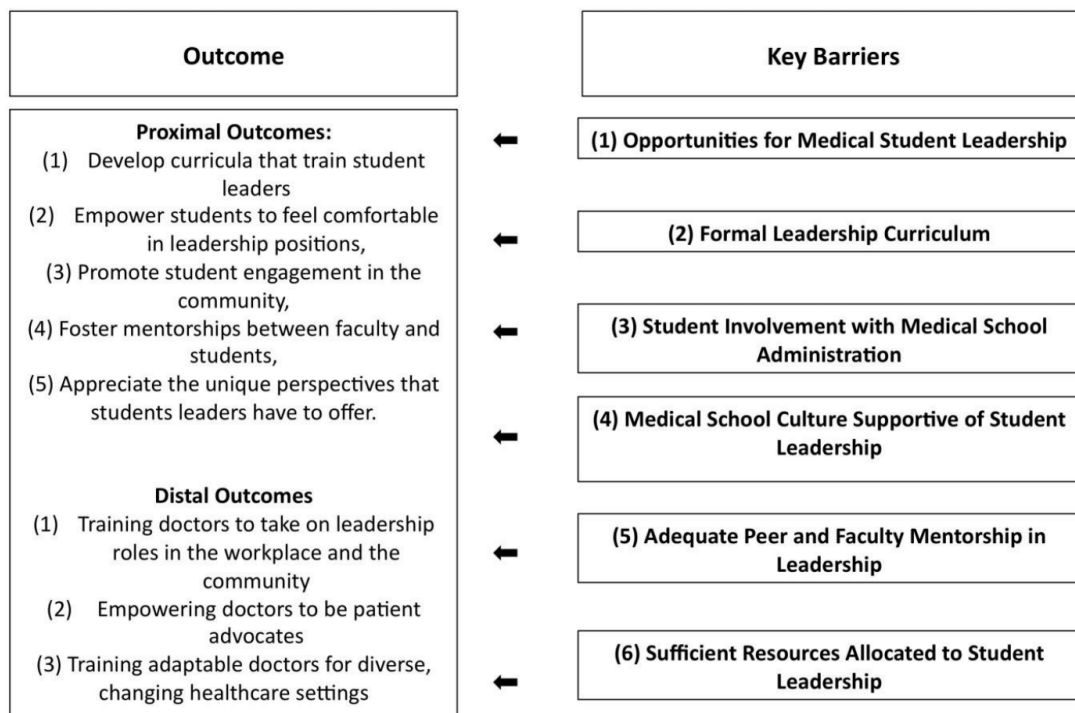 Outcome
Proximal Outcomes:
(1) Develop curricula that train student
leaders
(2) Empower students to feel comfortable
in leadership positions,
(3) Promote student engagement in the
community,
(4) Foster mentorships between faculty and
students,
(5) Appreciate the unique perspectives that
students leaders have to offer.
Distal Outcomes
(1) Training doctors to take on leadership
roles in the workplace and the
community
(2) Empowering doctors to be patient
advocates
(3) Training adaptable doctors for diverse,
changing healthcare settings
Key Barriers
(1) Opportunities for Medical Student Leadership
(2) Formal Leadership Curriculum
(3) Student Involvement with Medical School
Administration
(4) Medical School Culture Supportive of Student
Leadership
(5) Adequate Peer and Faculty Mentorship in
Leadership
(6) Sufficient Resources Allocated to Student
Leadership